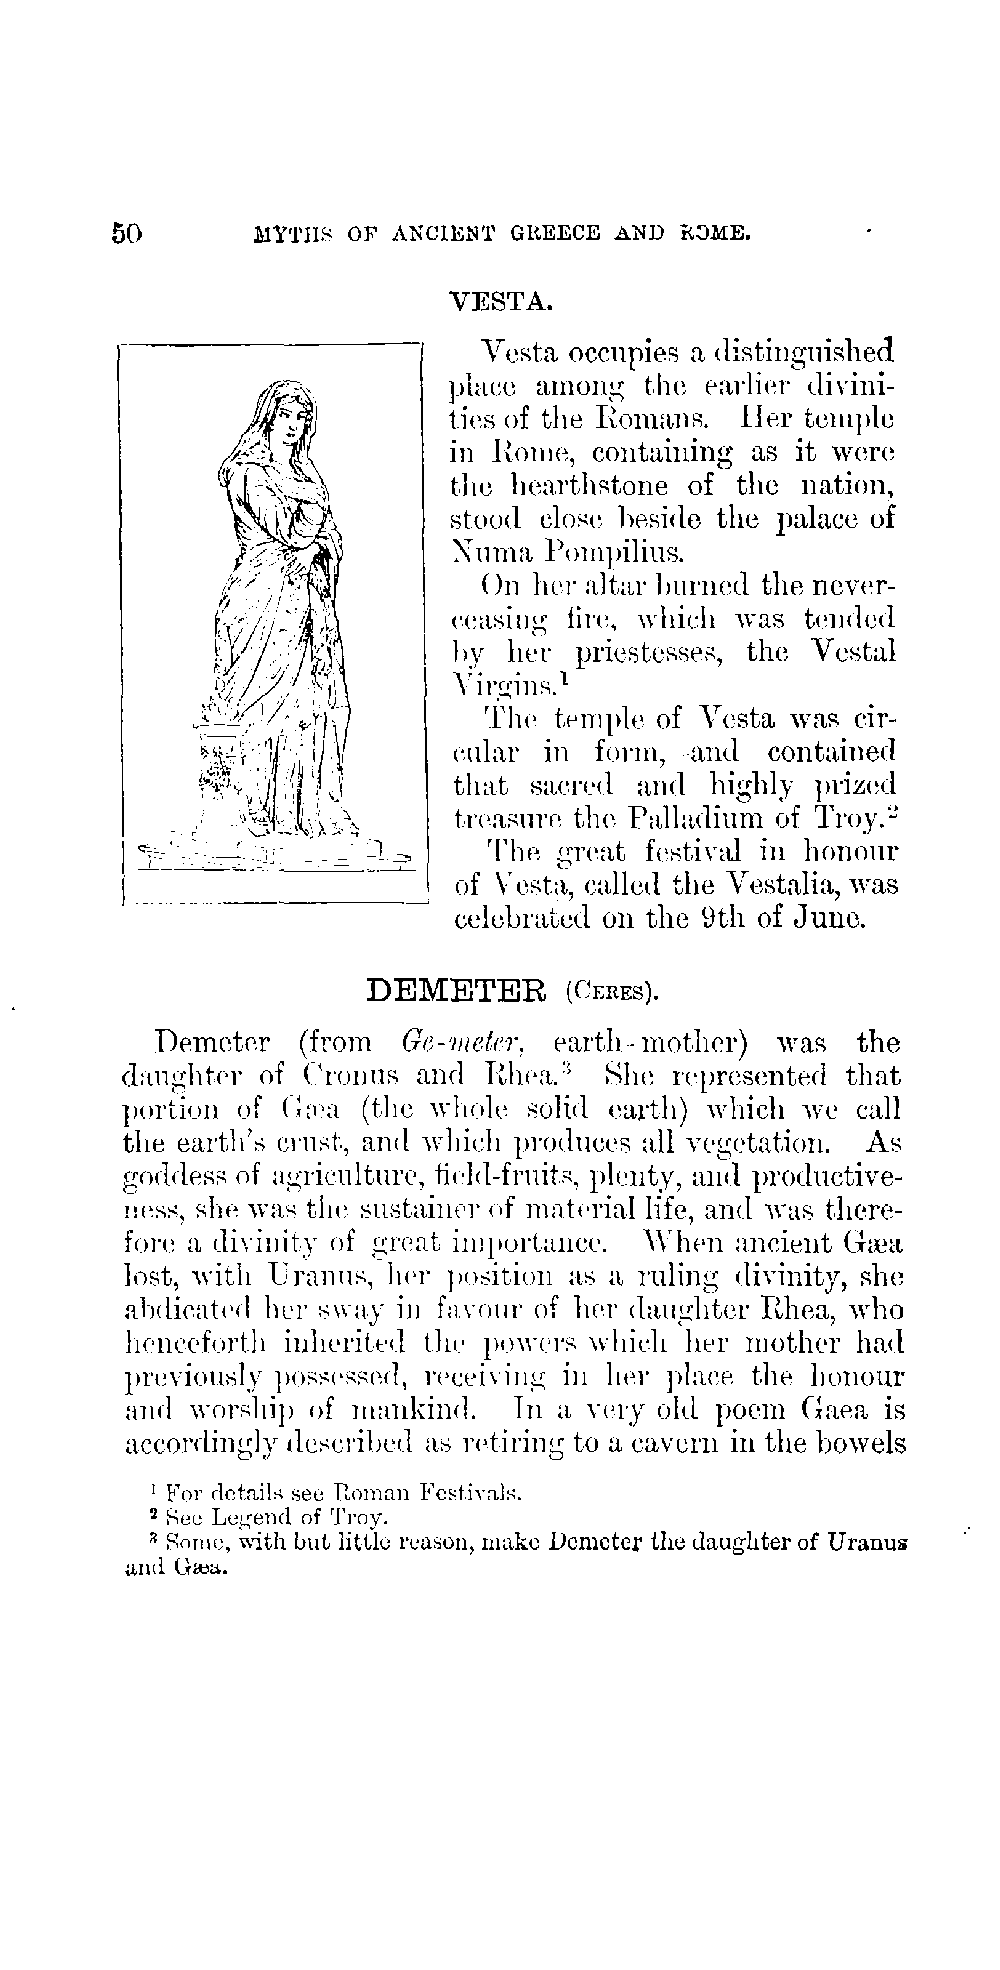 50 MYTHS OF ANCIENT GREECE AND ROME.
VESTA.
Vesta occupies a distinguished
place among the earlier divini-
ties of the Romans. Her temple
in Rome, containing as it were
the hearthstone of the nation,
stood close beside the palace of
Numa Pompilius.
On her altar burned the never-
ceasing fire, which was tended
by her priestesses, the Vestal
Virgins.¹
The temple of Vesta was cir-
cular in form, and contained
that sacred and highly prized
treasure the Palladium of Troy.²
The great festival in honour
of Vesta, called the Vestalia, was
celebrated on the 9th of June.
DEMETER (CERES).
Demeter (from Ge-meter, earth-mother) was the
daughter of Cronus and Rhea.³ She represented that
portion of Gæa (the whole solid earth) which we call
the earth's crust, and which produces all vegetation. As
goddess of agriculture, field-fruits, plenty, and productive-
ness, she was the sustainer of material life, and was there-
fore a divinity of great importance. When ancient Gæa
lost, with Uranus, her position as a ruling divinity, she
abdicated her sway in favour of her daughter Rhea, who
henceforth inherited the powers which her mother had
previously possessed, receiving in her place the honour
and worship of mankind. In a very old poem Gaea is
accordingly described as retiring to a cavern in the bowels
¹ For details see Roman Festivals.
² See Legend of Troy.
³ Some, with but little reason, make Demeter the daughter of Uranus
and Gæa.